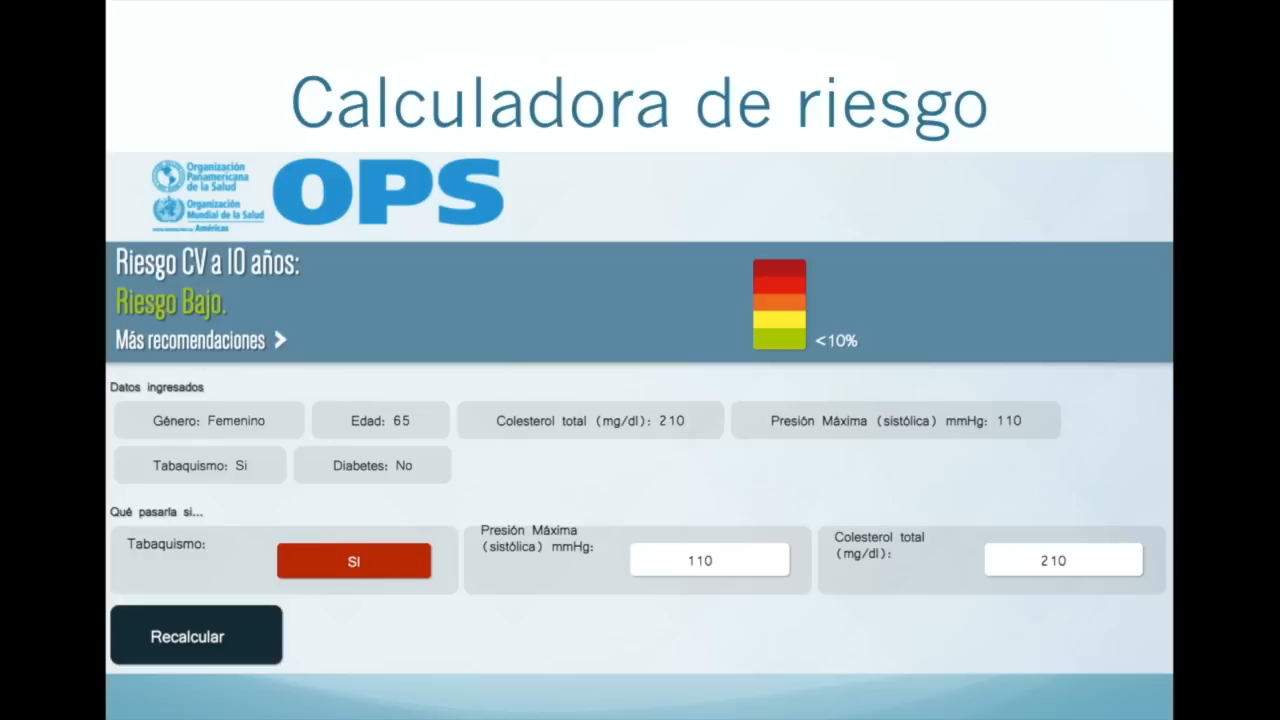 Calculadora de riesgo
Organización
Panamericana
de la Salud
Organización
Mundial de la Salud
Américas
OPS
Riesgo CV a 10 años:
Riesgo Bajo.
Más recomendaciones >
<10%
Datos ingresados
Género: Femenino
Edad: 65
Colesterol total (mg/dl): 210
Presión Máxima (sistólica) mmHg: 110
Tabaquismo: Si
Diabetes: No
Qué pasaría si...
Tabaquismo:
SI
Presión Máxima
(sistólica) mmHg:
110
Colesterol total
(mg/dl):
210
Recalcular